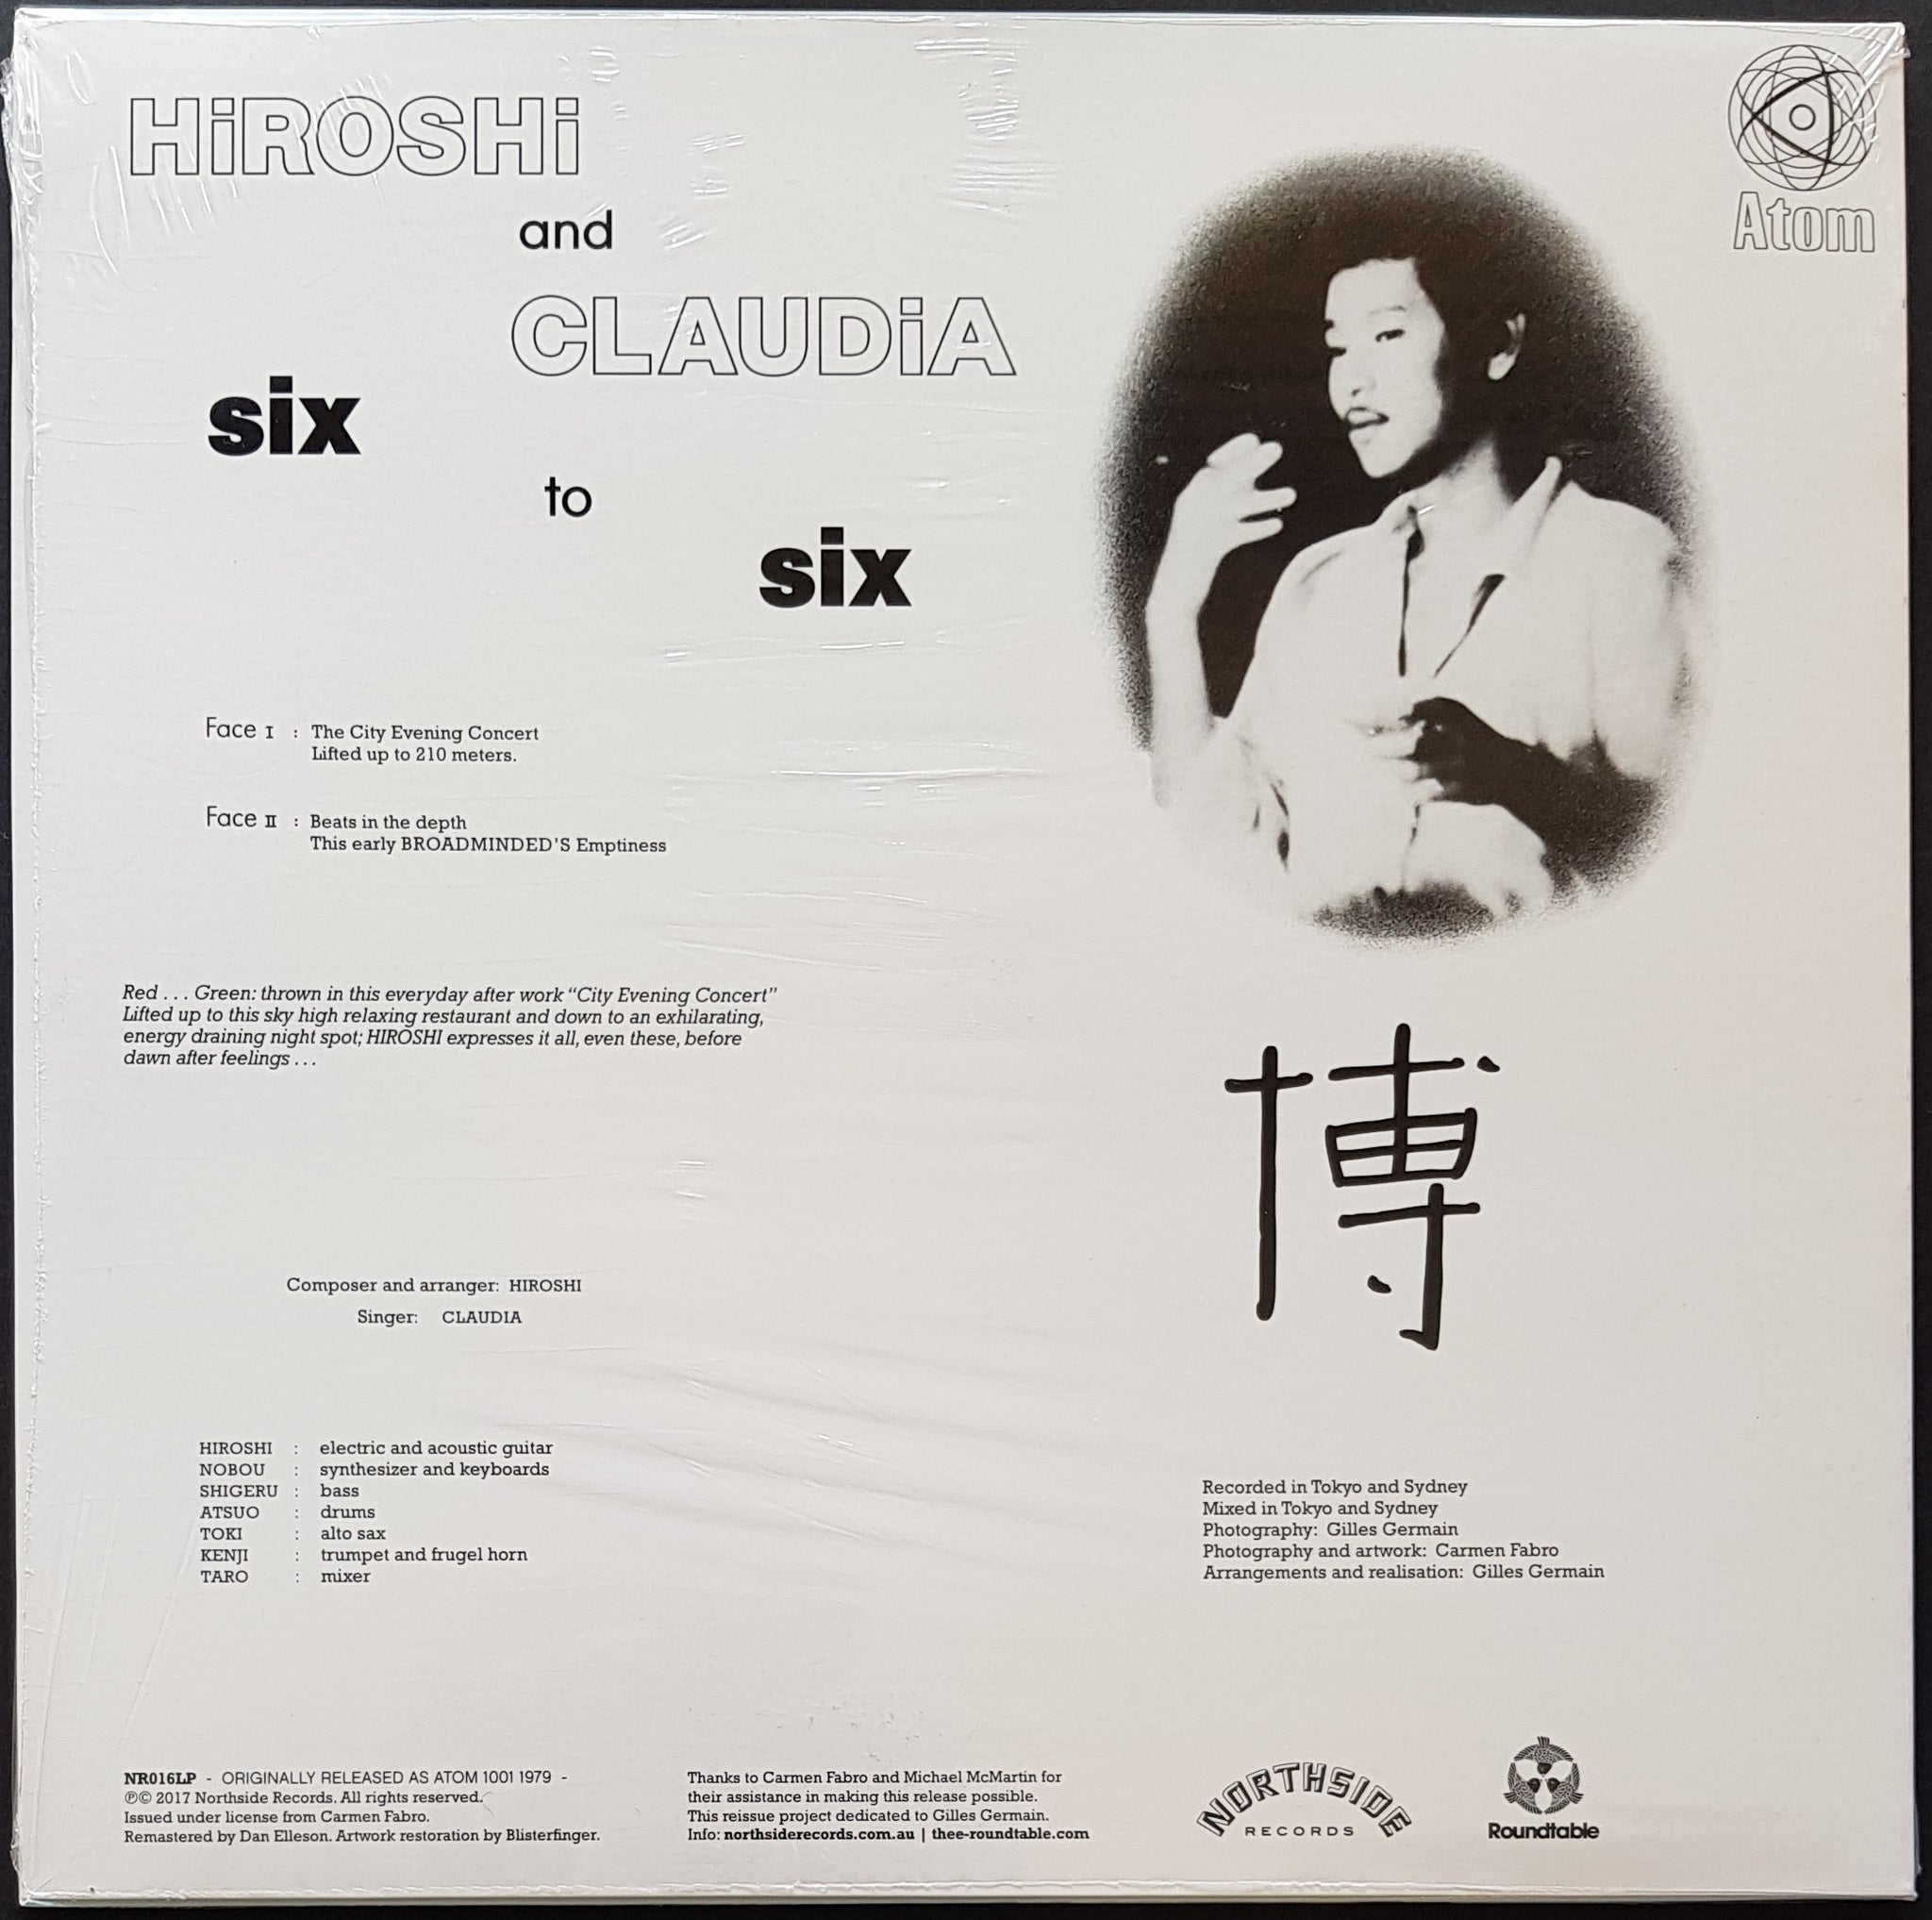 HiROSHi
and
CLAUDiA
six
to
six
Atom
Face I : The City Evening Concert
Lifted up to 210 meters.
Face II : Beats in the depth
This early BROADMINDED'S Emptiness
Red . . . Green: thrown in this everyday after work "City Evening Concert"
Lifted up to this sky high relaxing restaurant and down to an exhilarating,
energy draining night spot; HIROSHI expresses it all, even these, before
dawn after feelings . . .
博
Composer and arranger: HIROSHI
Singer: CLAUDIA
HIROSHI : electric and acoustic guitar
NOBOU : synthesizer and keyboards
SHIGERU : bass
ATSUO : drums
TOKI : alto sax
KENJI : trumpet and frugel horn
TARO : mixer
Recorded in Tokyo and Sydney
Mixed in Tokyo and Sydney
Photography: Gilles Germain
Photography and artwork: Carmen Fabro
Arrangements and realisation: Gilles Germain
NR016LP - ORIGINALLY RELEASED AS ATOM 1001 1979 -
℗© 2017 Northside Records. All rights reserved.
Issued under license from Carmen Fabro.
Remastered by Dan Elleson. Artwork restoration by Blisterfinger.
Thanks to Carmen Fabro and Michael McMartin for
their assistance in making this release possible.
This reissue project dedicated to Gilles Germain.
Info: northsiderecords.com.au | thee-roundtable.com
NORTHSIDE
RECORDS
Roundtable